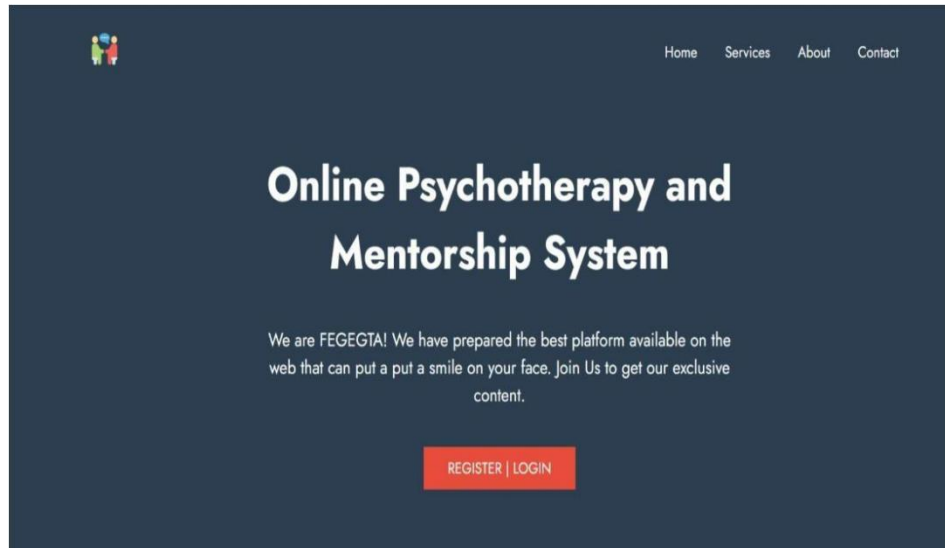 Home Services About Contact
Online Psychotherapy and
Mentorship System
We are FEGEGTA! We have prepared the best platform available on the
web that can put a put a smile on your face. Join Us to get our exclusive
content.
REGISTER | LOGIN